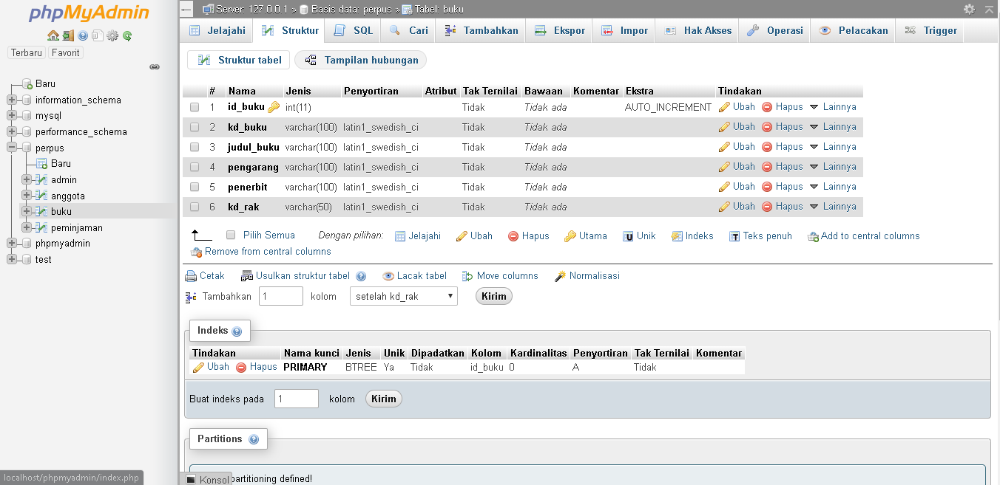 phpMyAdmin
Terbaru Favorit
Baru
information_schema
mysql
performance_schema
perpus
Baru
admin
anggota
buku
peminjaman
phpmyadmin
test
localhost/phpmyadmin/index.php
Server: 127.0.0.1 » Basis data: perpus » Tabel: buku
Jelajahi Struktur SQL Cari Tambahkan Ekspor Impor Hak Akses Operasi Pelacakan Trigger
Struktur tabel Tampilan hubungan
# Nama Jenis Penyortiran Atribut Tak Ternilai Bawaan Komentar Ekstra Tindakan
1 id_buku int(11) Tidak Tidak ada AUTO_INCREMENT Ubah Hapus Lainnya
2 kd_buku varchar(100) latin1_swedish_ci Tidak Tidak ada Ubah Hapus Lainnya
3 judul_buku varchar(100) latin1_swedish_ci Tidak Tidak ada Ubah Hapus Lainnya
4 pengarang varchar(100) latin1_swedish_ci Tidak Tidak ada Ubah Hapus Lainnya
5 penerbit varchar(100) latin1_swedish_ci Tidak Tidak ada Ubah Hapus Lainnya
6 kd_rak varchar(50) latin1_swedish_ci Tidak Tidak ada Ubah Hapus Lainnya
Pilih Semua Dengan pilihan: Jelajahi Ubah Hapus Utama Unik Indeks Teks penuh Add to central columns
Remove from central columns
Cetak Usulkan struktur tabel Lacak tabel Move columns Normalisasi
Tambahkan 1 kolom setelah kd_rak Kirim
Indeks
Tindakan Nama kunci Jenis Unik Dipadatkan Kolom Kardinalitas Penyortiran Tak Ternilai Komentar
Ubah Hapus PRIMARY BTREE Ya Tidak id_buku 0 A Tidak
Buat indeks pada 1 kolom Kirim
Partitions
Konsol partitioning defined!